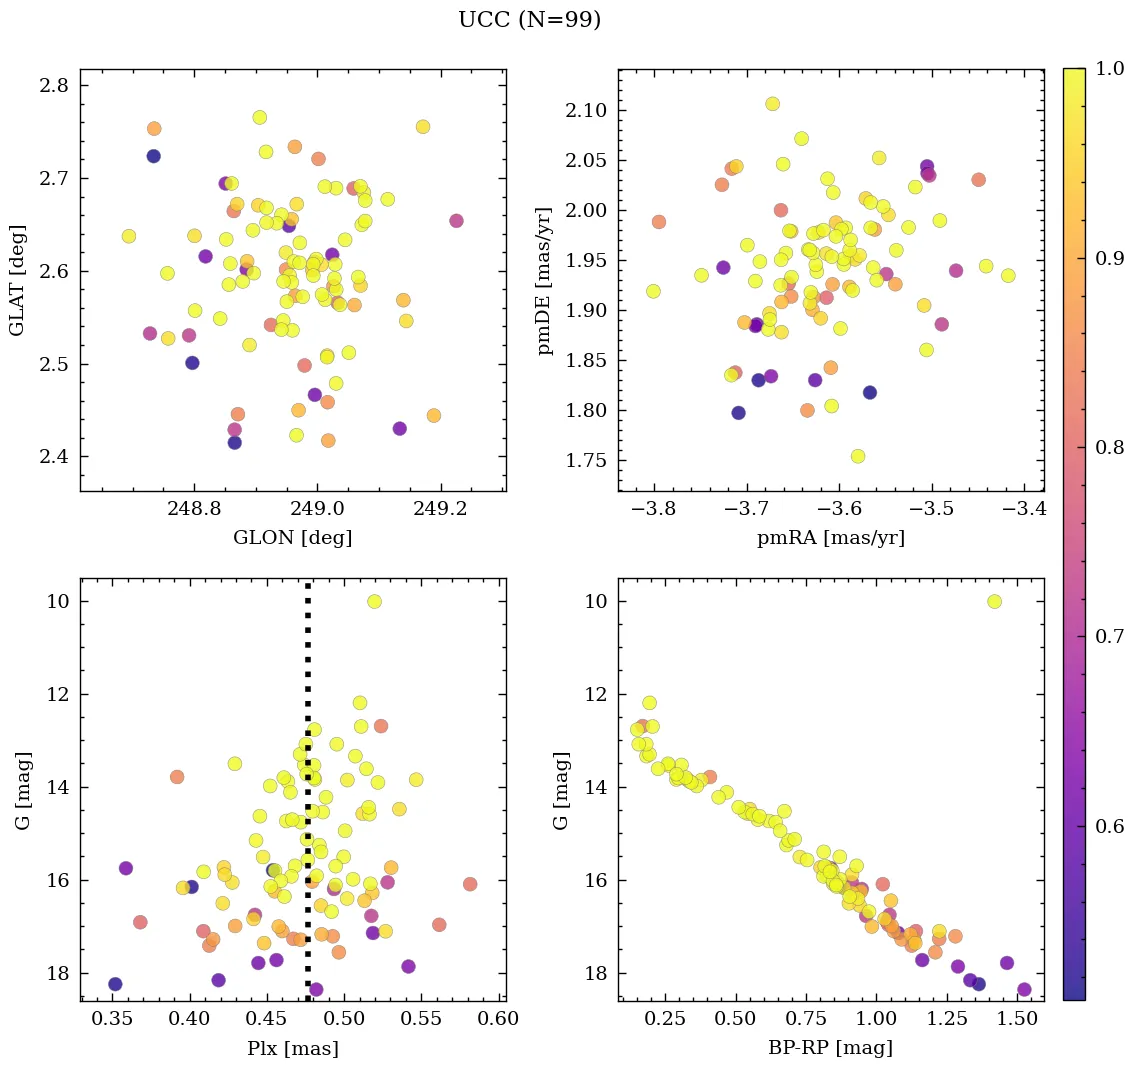 UCC (N=99)
2.8
2.7
2.6
2.5
2.4
GLAT [deg]
248.8 249.0 249.2
GLON [deg]
2.10
2.05
2.00
1.95
1.90
1.85
1.80
1.75
pmDE [mas/yr]
−3.8 −3.7 −3.6 −3.5 −3.4
pmRA [mas/yr]
1.0
0.9
0.8
0.7
0.6
10
12
14
16
18
G [mag]
0.35 0.40 0.45 0.50 0.55 0.60
Plx [mas]
10
12
14
16
18
G [mag]
0.25 0.50 0.75 1.00 1.25 1.50
BP-RP [mag]